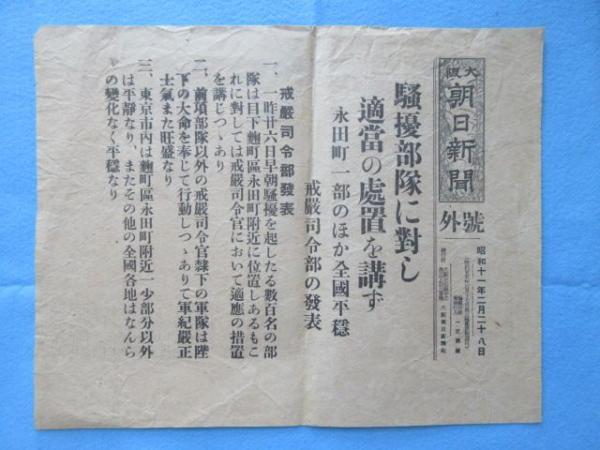 大阪
朝日新聞
號外
昭和十一年二月二十八日
騷擾部隊に對し
適當の處置を講ず
永田町一部のほか全國平穩
戒嚴司令部の發表
戒嚴司令部發表
一、一昨廿六日早朝騷擾を起したる數百名の部
隊は目下麴町區永田町附近に位置しあるもこ
れに對しては戒嚴司令官において適應の措置
を講じつゝあり
二、前項部隊以外の戒嚴司令官隷下の軍隊は陛
下の大命を奉じて行動しつゝありて軍紀嚴正
士氣また旺盛なり
三、東京市內は麴町區永田町附近一少部分以外
は平靜なり、またその他の全國各地はなんら
の變化なく平穩なり